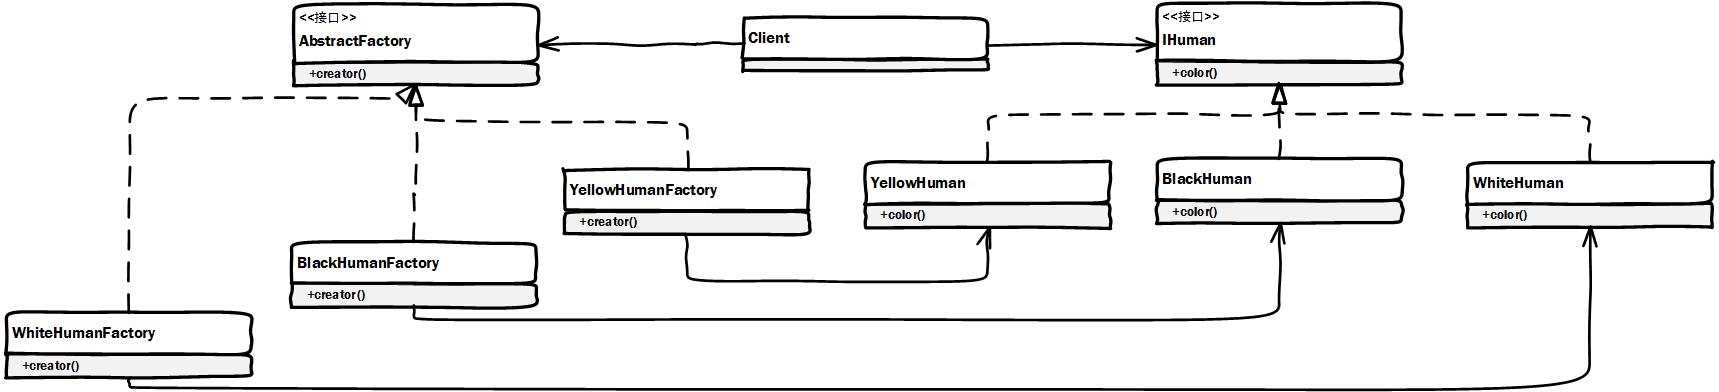 <<接口>>
AbstractFactory
+creator()
Client
<<接口>>
IHuman
+color()
YellowHumanFactory
+creator()
YellowHuman
+color()
BlackHuman
+color()
WhiteHuman
+color()
BlackHumanFactory
+creator()
WhiteHumanFactory
+creator()